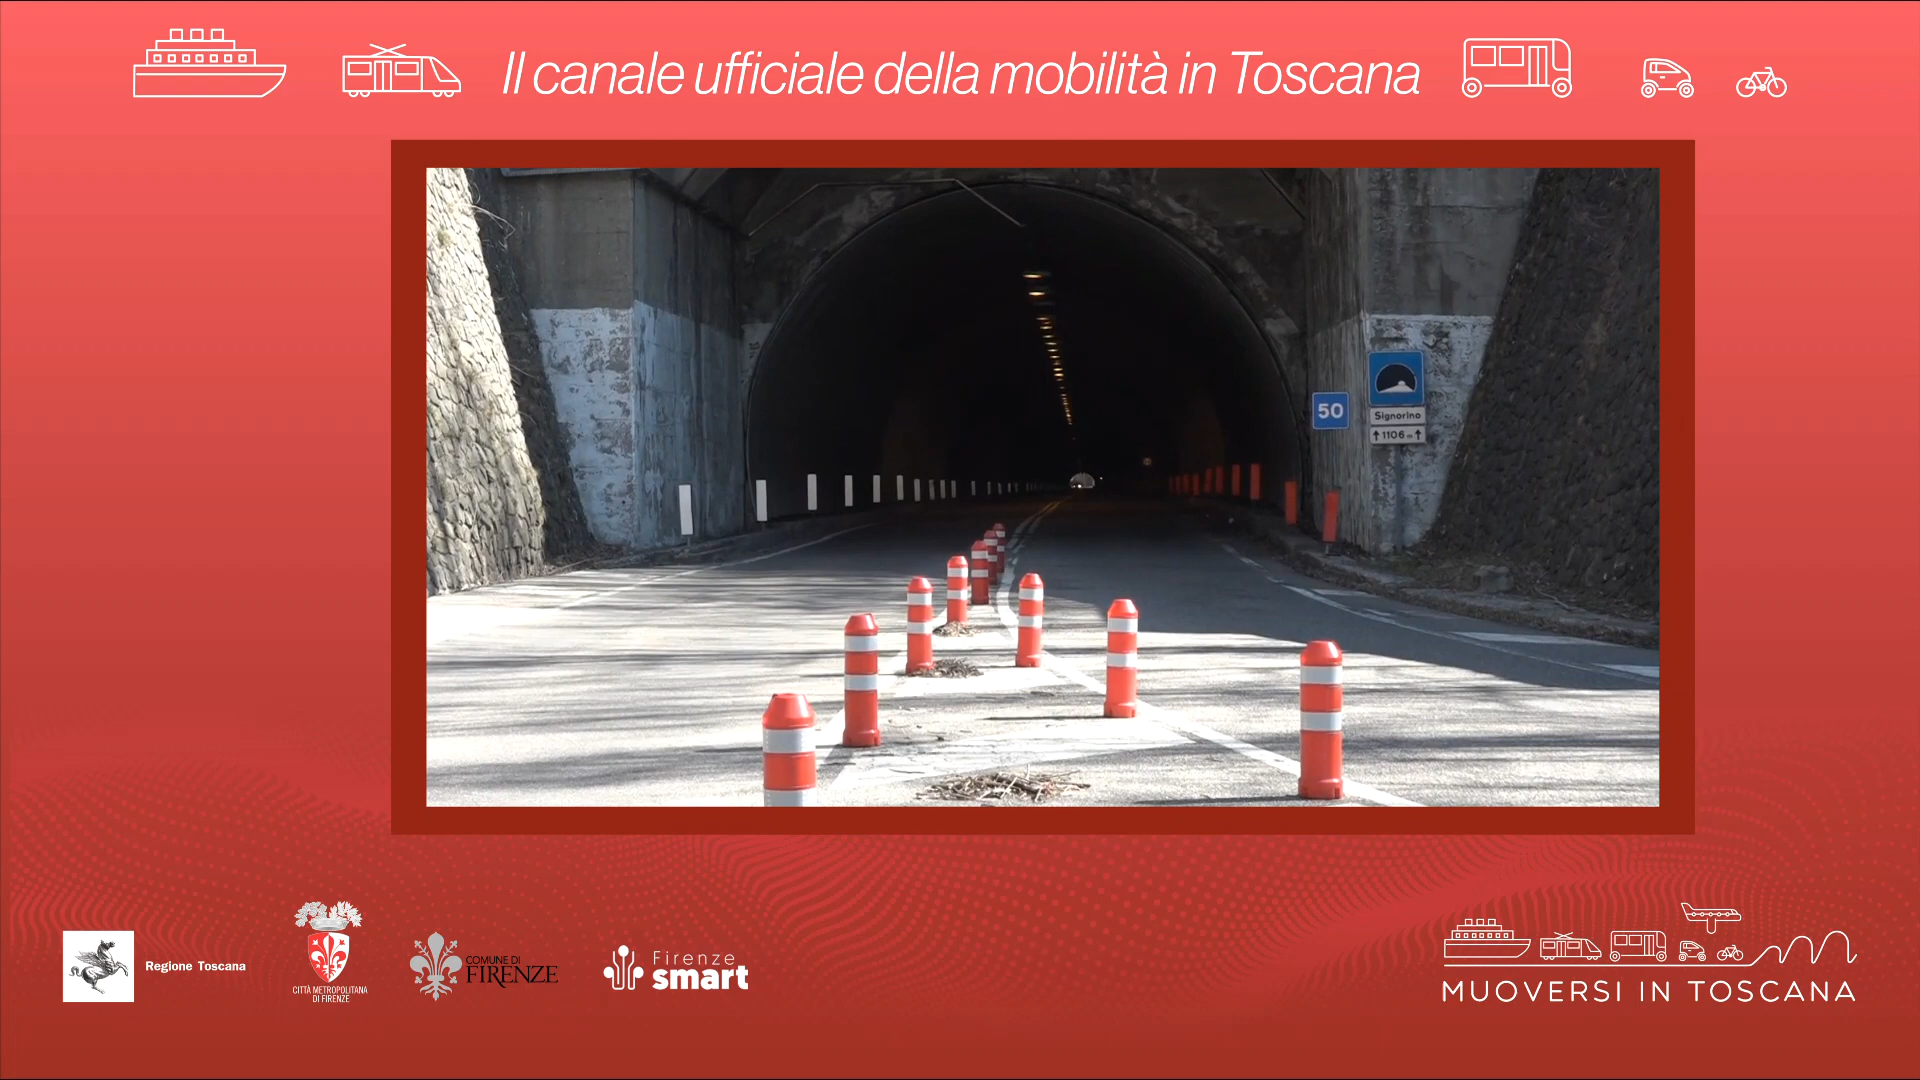 Il canale ufficiale della mobilità in Toscana
50
Signorino
1106 m
Regione Toscana
CITTÀ METROPOLITANA
DI FIRENZE
COMUNE DI
FIRENZE
Firenze
smart
MUOVERSI IN TOSCANA